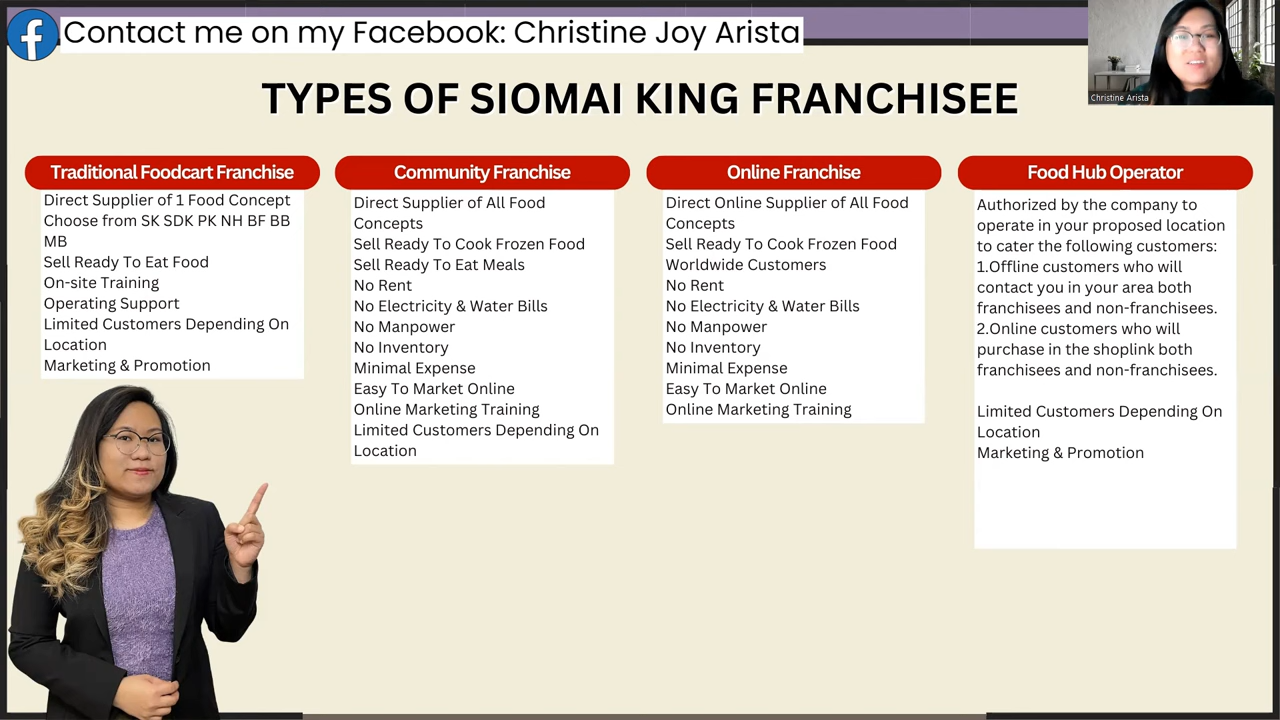 Contact me on my Facebook: Christine Joy Arista
Christine Arista
TYPES OF SIOMAI KING FRANCHISEE
Traditional Foodcart Franchise
Direct Supplier of 1 Food Concept
Choose from SK SDK PK NH BF BB
MB
Sell Ready To Eat Food
On-site Training
Operating Support
Limited Customers Depending On
Location
Marketing & Promotion
Community Franchise
Direct Supplier of All Food
Concepts
Sell Ready To Cook Frozen Food
Sell Ready To Eat Meals
No Rent
No Electricity & Water Bills
No Manpower
No Inventory
Minimal Expense
Easy To Market Online
Online Marketing Training
Limited Customers Depending On
Location
Online Franchise
Direct Online Supplier of All Food
Concepts
Sell Ready To Cook Frozen Food
Worldwide Customers
No Rent
No Electricity & Water Bills
No Manpower
No Inventory
Minimal Expense
Easy To Market Online
Online Marketing Training
Food Hub Operator
Authorized by the company to
operate in your proposed location
to cater the following customers:
1.Offline customers who will
contact you in your area both
franchisees and non-franchisees.
2.Online customers who will
purchase in the shoplink both
franchisees and non-franchisees.
Limited Customers Depending On
Location
Marketing & Promotion